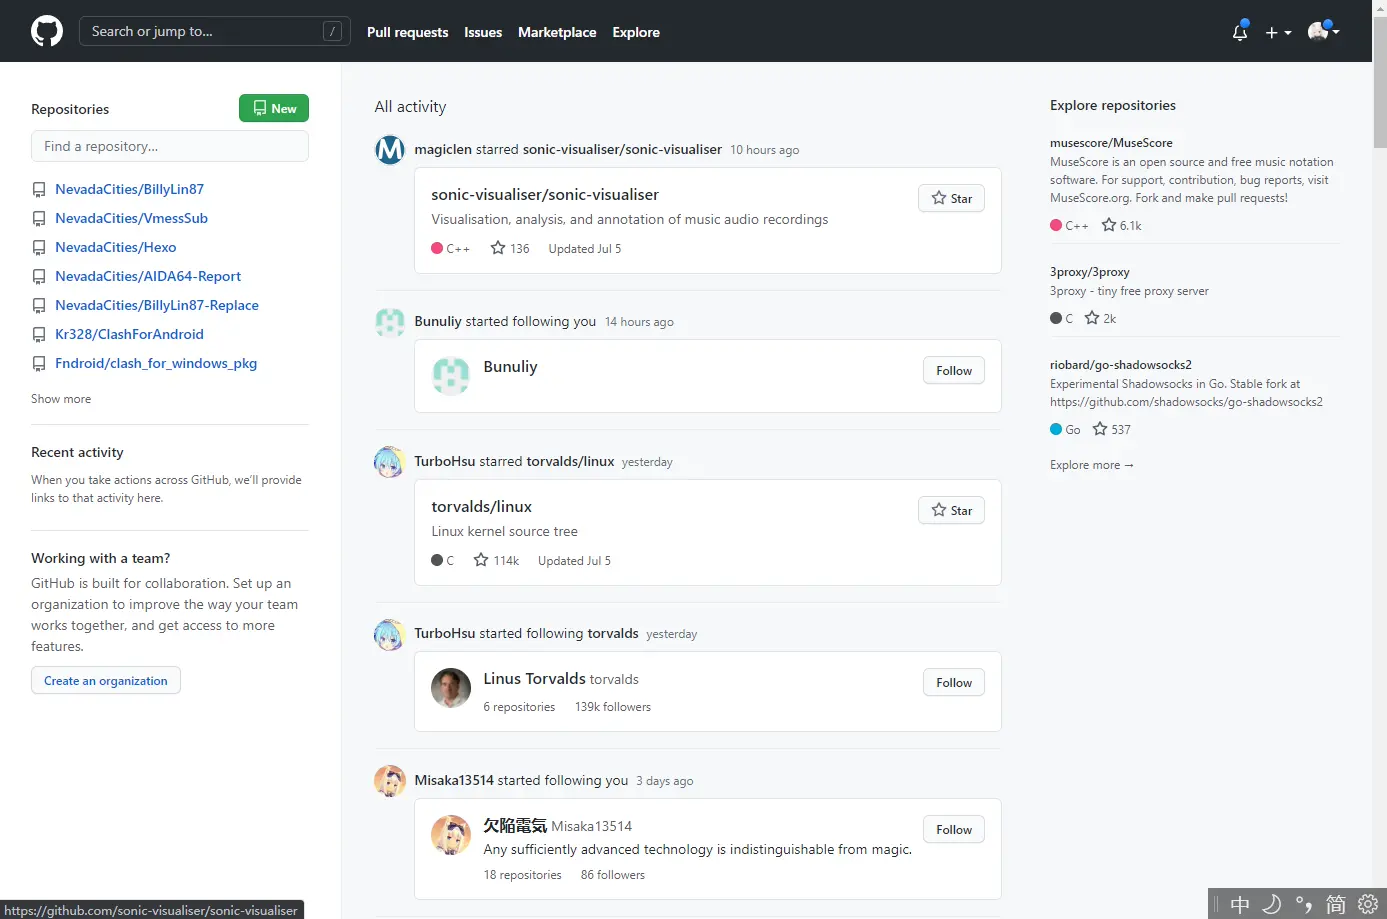 Search or jump to... /
Pull requests
Issues
Marketplace
Explore
Repositories
New
Find a repository...
NevadaCities/BillyLin87
NevadaCities/VmessSub
NevadaCities/Hexo
NevadaCities/AIDA64-Report
NevadaCities/BillyLin87-Replace
Kr328/ClashForAndroid
Fndroid/clash_for_windows_pkg
Show more
Recent activity
When you take actions across GitHub, we'll provide
links to that activity here.
Working with a team?
GitHub is built for collaboration. Set up an
organization to improve the way your team
works together, and get access to more
features.
Create an organization
All activity
magiclen starred sonic-visualiser/sonic-visualiser 10 hours ago
sonic-visualiser/sonic-visualiser
Star
Visualisation, analysis, and annotation of music audio recordings
C++ 136 Updated Jul 5
Bunuliy started following you 14 hours ago
Bunuliy
Follow
TurboHsu starred torvalds/linux yesterday
torvalds/linux
Star
Linux kernel source tree
C 114k Updated Jul 5
TurboHsu started following torvalds yesterday
Linus Torvalds torvalds
Follow
6 repositories 139k followers
Misaka13514 started following you 3 days ago
欠陥電気 Misaka13514
Follow
Any sufficiently advanced technology is indistinguishable from magic.
18 repositories 86 followers
Explore repositories
musescore/MuseScore
MuseScore is an open source and free music notation
software. For support, contribution, bug reports, visit
MuseScore.org. Fork and make pull requests!
C++ 6.1k
3proxy/3proxy
3proxy - tiny free proxy server
C 2k
riobard/go-shadowsocks2
Experimental Shadowsocks in Go. Stable fork at
https://github.com/shadowsocks/go-shadowsocks2
Go 537
Explore more →
https://github.com/sonic-visualiser/sonic-visualiser
中 °, 简